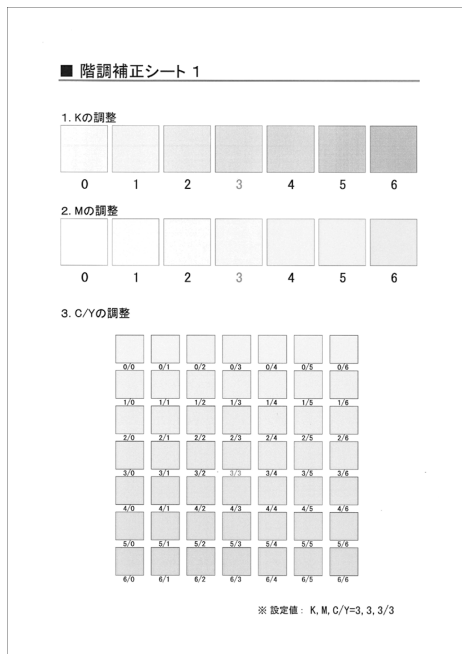 ■ 階調補正シート 1
1. Kの調整
0 1 2 3 4 5 6
2. Mの調整
0 1 2 3 4 5 6
3. C/Yの調整
0/0 0/1 0/2 0/3 0/4 0/5 0/6
1/0 1/1 1/2 1/3 1/4 1/5 1/6
2/0 2/1 2/2 2/3 2/4 2/5 2/6
3/0 3/1 3/2 3/3 3/4 3/5 3/6
4/0 4/1 4/2 4/3 4/4 4/5 4/6
5/0 5/1 5/2 5/3 5/4 5/5 5/6
6/0 6/1 6/2 6/3 6/4 6/5 6/6
※ 設定値： K, M, C/Y=3, 3, 3/3